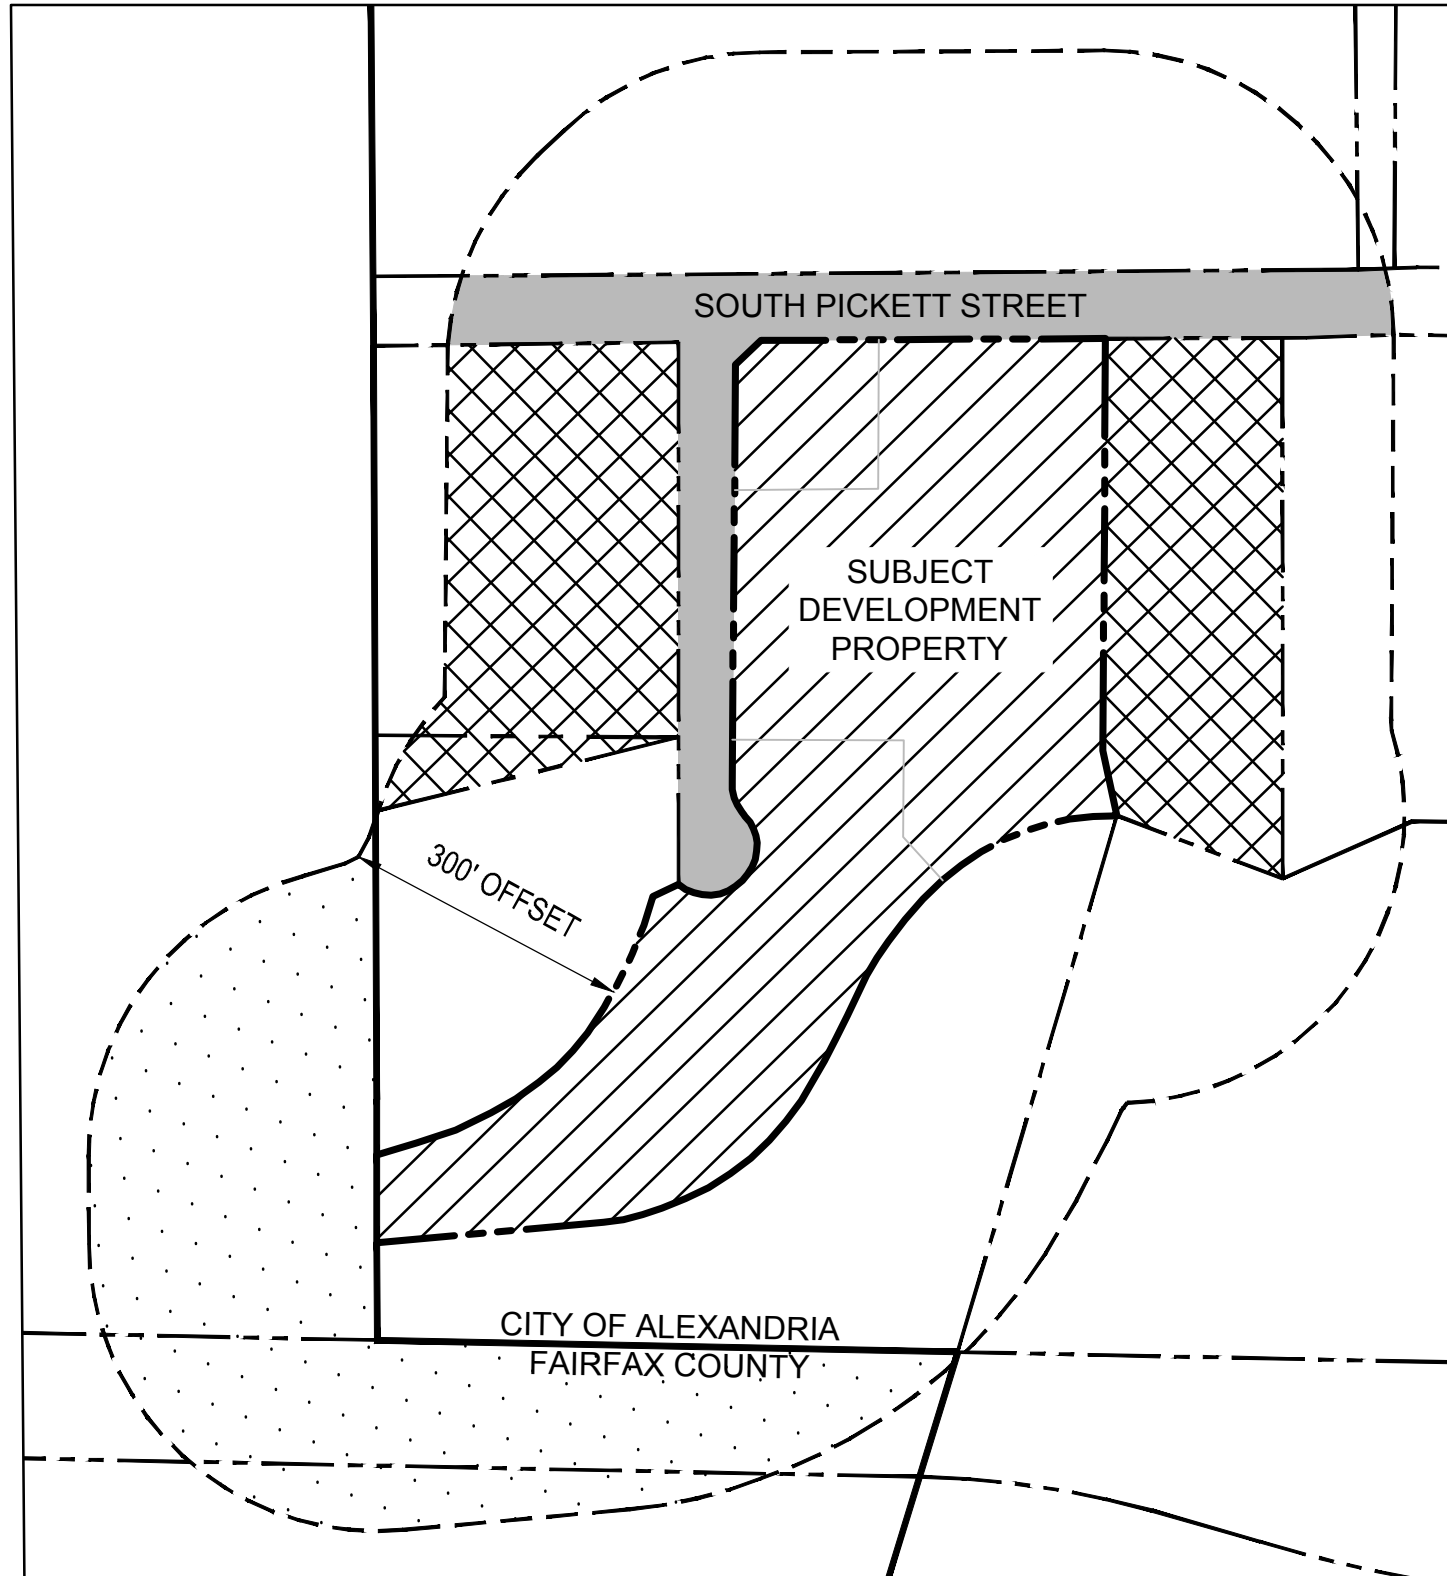 SOUTH PICKETT STREET
SUBJECT
DEVELOPMENT
PROPERTY
300' OFFSET
CITY OF ALEXANDRIA
FAIRFAX COUNTY